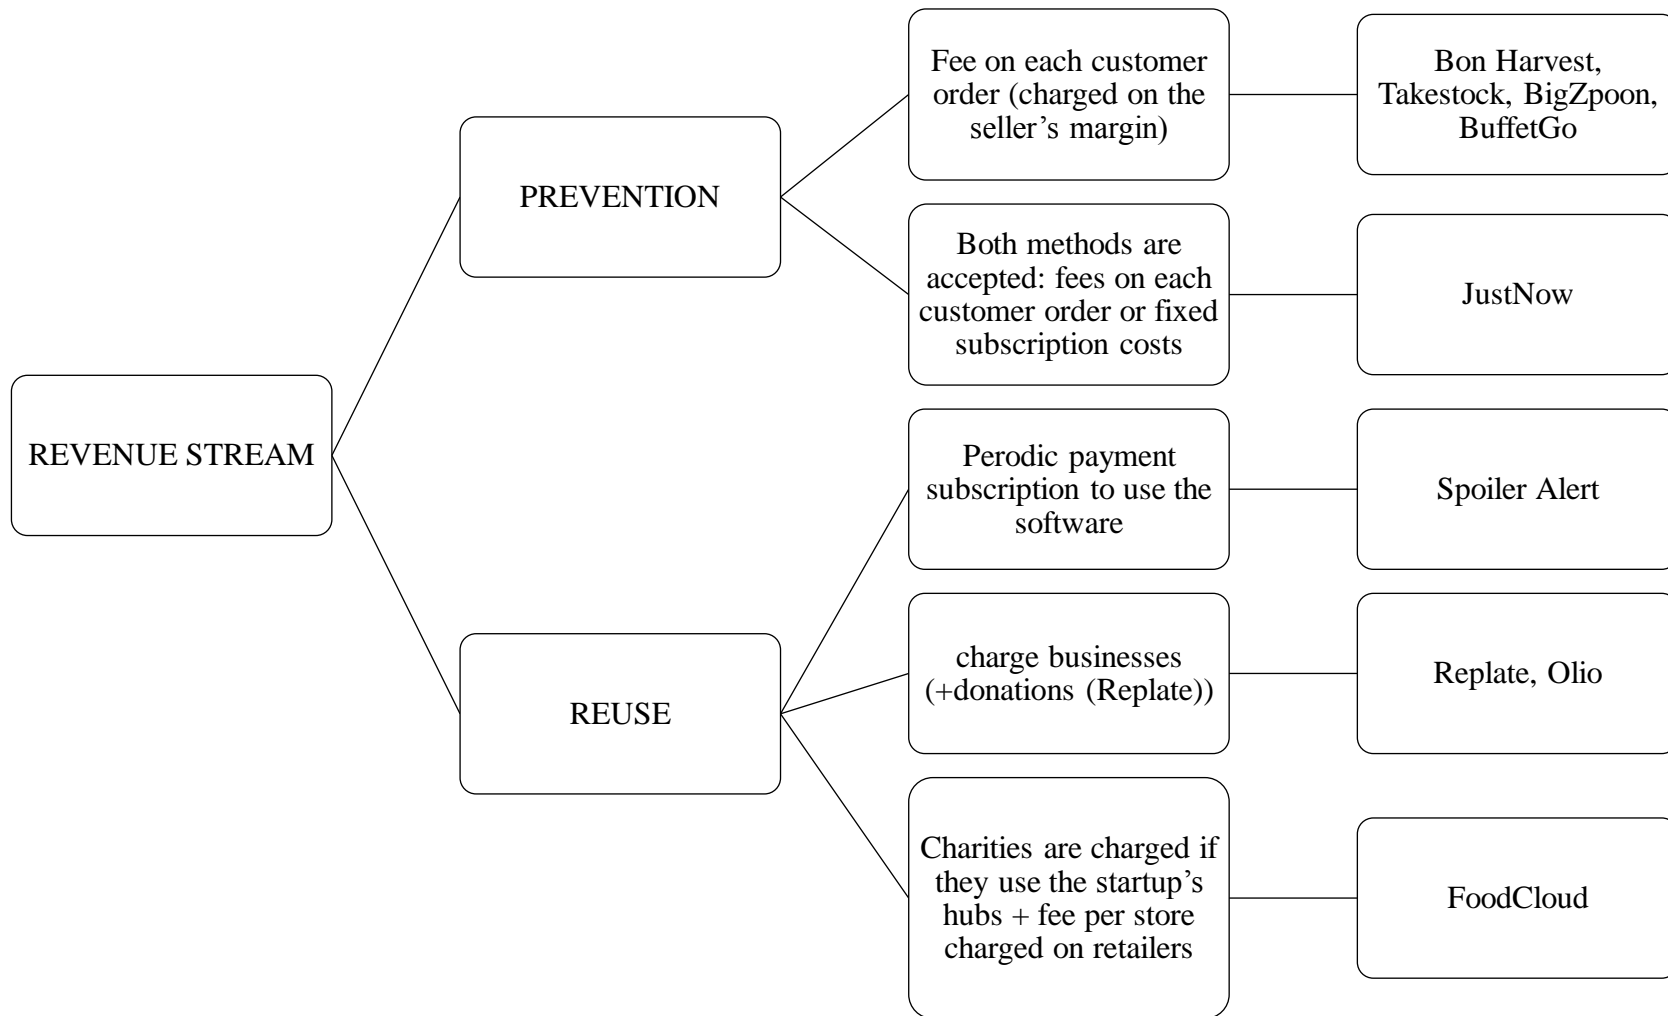 REVENUE STREAM
PREVENTION
Fee on each customer
order (charged on the
seller’s margin)
Bon Harvest,
Takestock, BigZpoon,
BuffetGo
Both methods are
accepted: fees on each
customer order or fixed
subscription costs
JustNow
REUSE
Perodic payment
subscription to use the
software
Spoiler Alert
charge businesses
(+donations (Replate))
Replate, Olio
Charities are charged if
they use the startup’s
hubs + fee per store
charged on retailers
FoodCloud